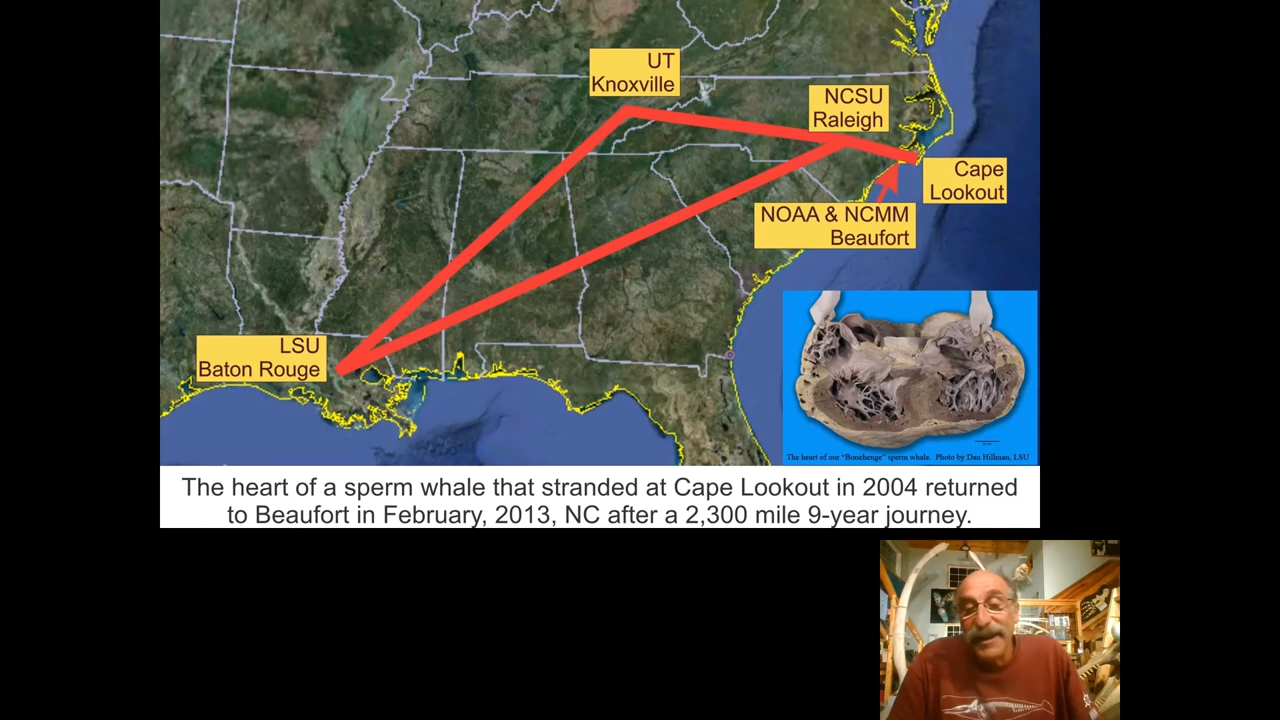 UT
Knoxville
NCSU
Raleigh
Cape
Lookout
NOAA & NCMM
Beaufort
LSU
Baton Rouge
The heart of our "Bonehenge" sperm whale. Photo by Dan Hillman, LSU
The heart of a sperm whale that stranded at Cape Lookout in 2004 returned
to Beaufort in February, 2013, NC after a 2,300 mile 9-year journey.